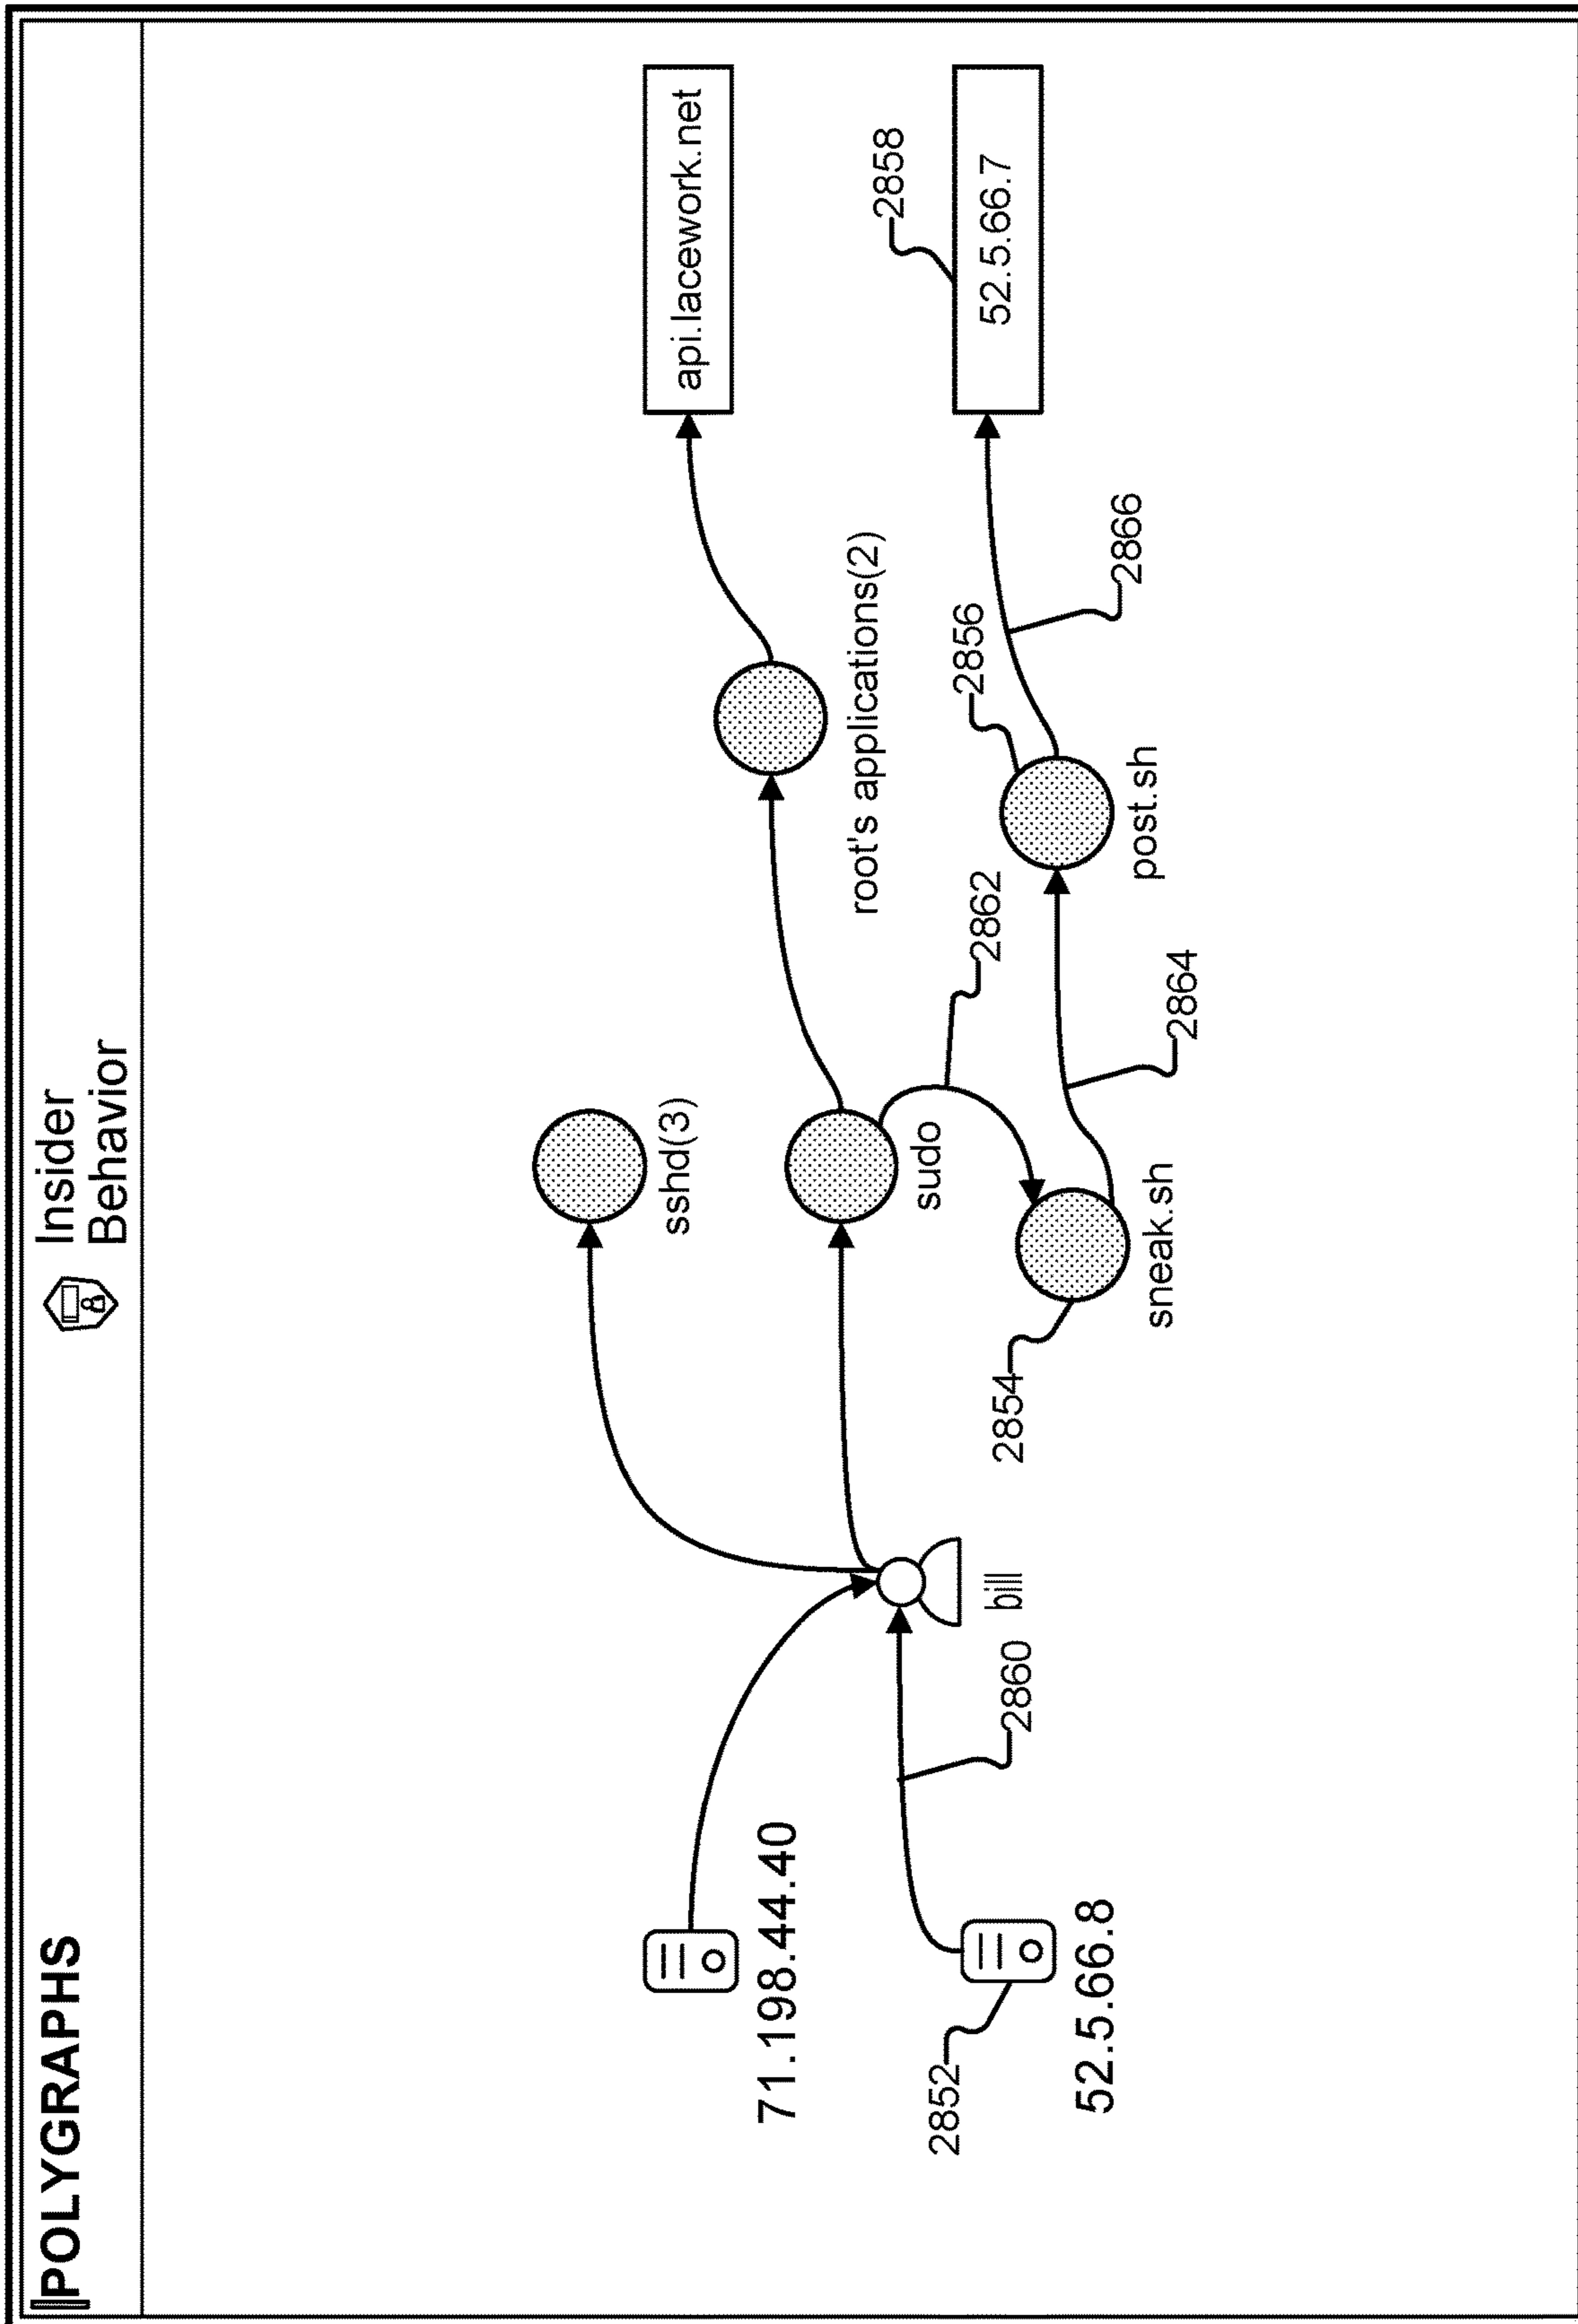 POLYGRAPHS
Insider
Behavior
71.198.44.40
2852
52.5.66.8
2860
bill
sshd(3)
sudo
2854
sneak.sh
2862
2864
root's applications(2)
2856
post.sh
2866
api.lacework.net
2858
52.5.66.7